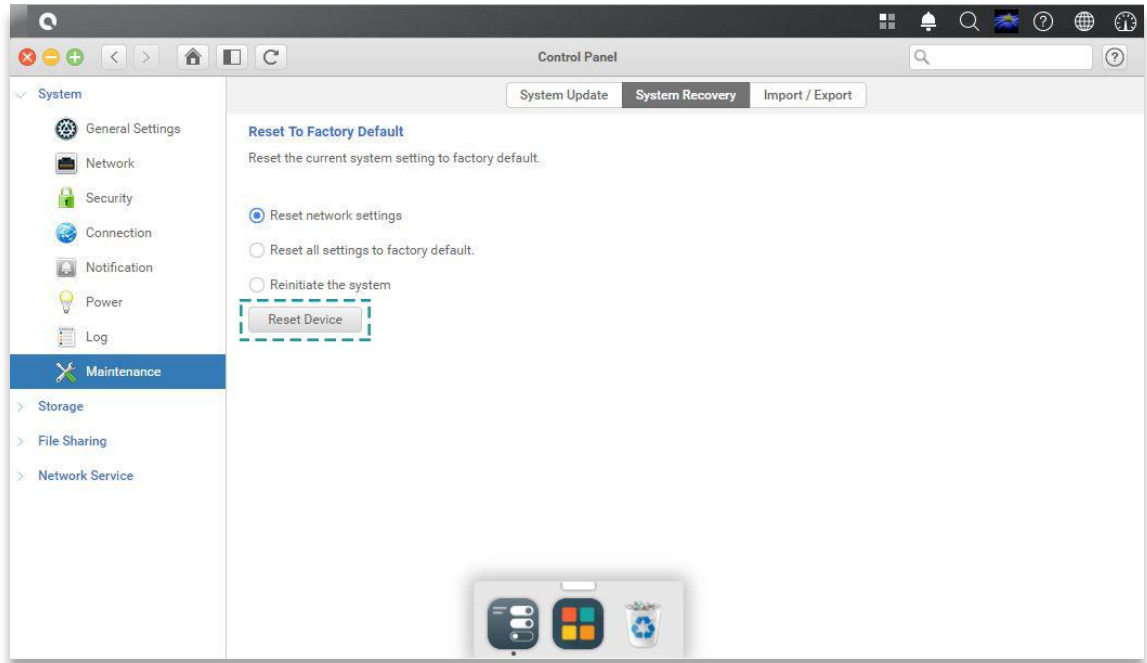 Control Panel
System
General Settings
Network
Security
Connection
Notification
Power
Log
Maintenance
Storage
File Sharing
Network Service
System Update
System Recovery
Import / Export
Reset To Factory Default
Reset the current system setting to factory default.
Reset network settings
Reset all settings to factory default.
Reinitiate the system
Reset Device